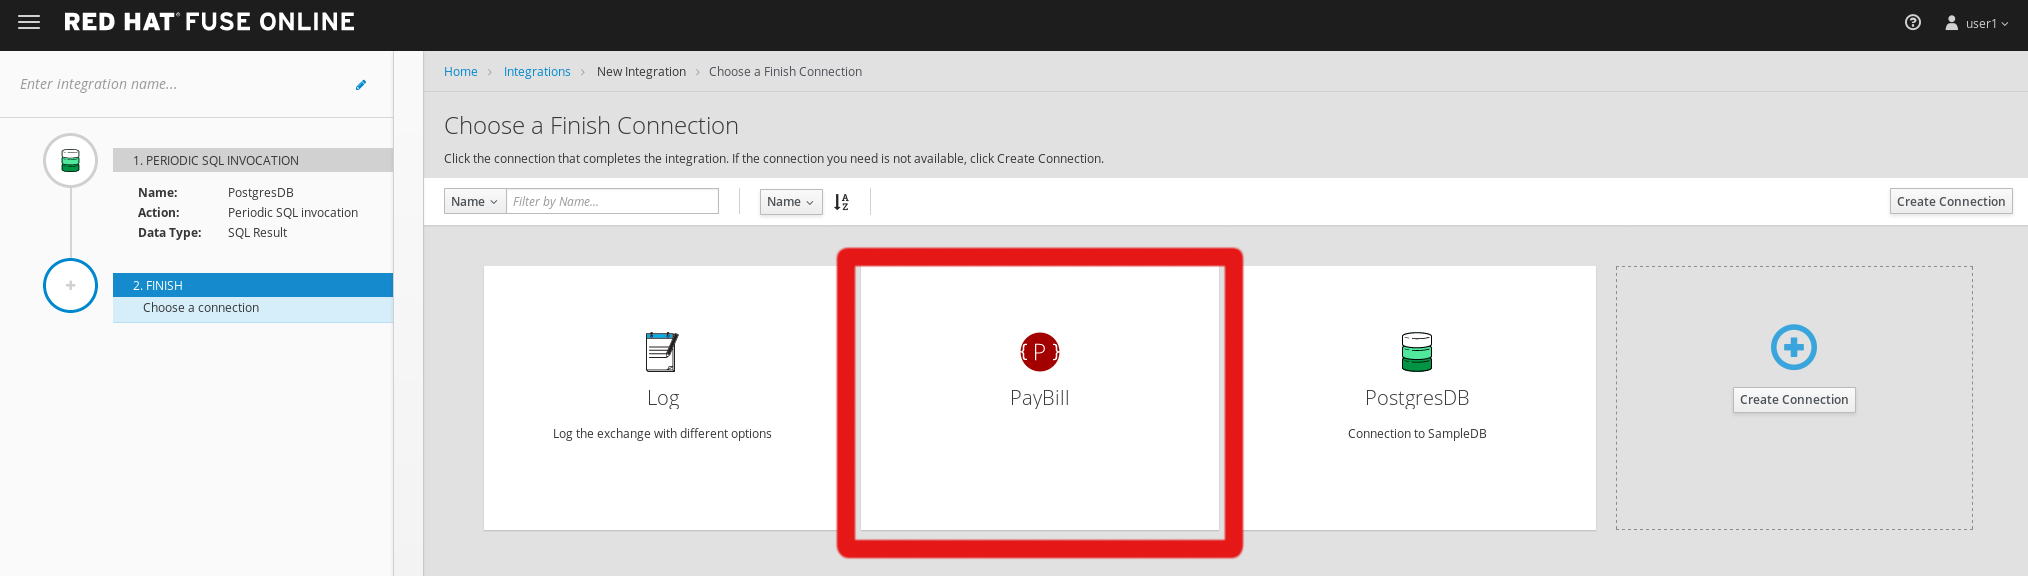 RED HAT® FUSE ONLINE
user1
Enter integration name...
1. PERIODIC SQL INVOCATION
Name: PostgresDB
Action: Periodic SQL invocation
Data Type: SQL Result
2. FINISH
Choose a connection
Home > Integrations > New Integration > Choose a Finish Connection
Choose a Finish Connection
Click the connection that completes the integration. If the connection you need is not available, click Create Connection.
Name Filter by Name... Name A Z Create Connection
Log
Log the exchange with different options
{ P }
PayBill
PostgresDB
Connection to SampleDB
Create Connection